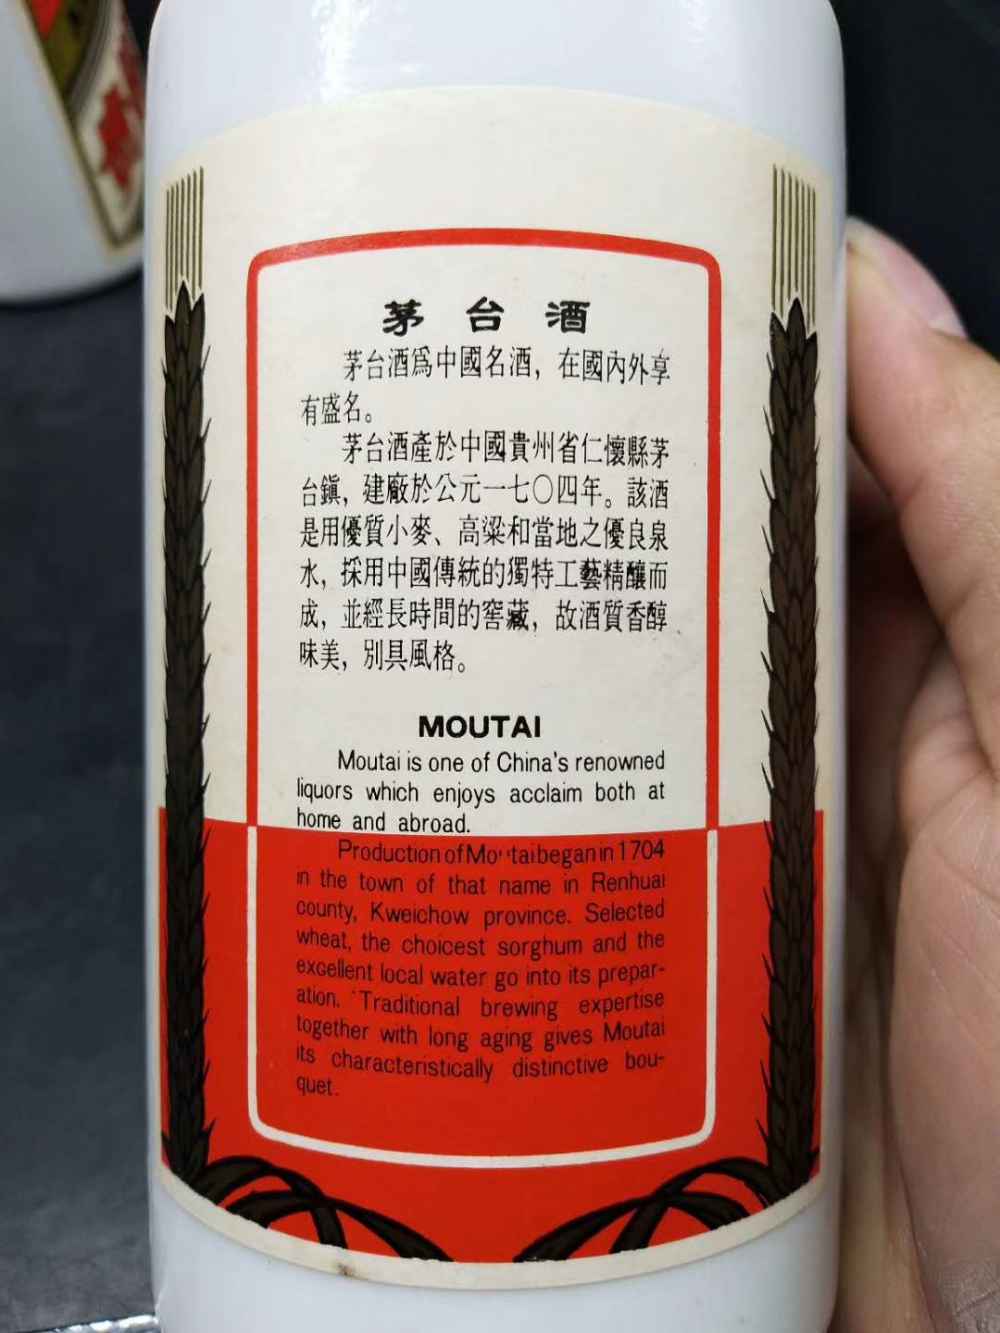 茅台酒
茅台酒爲中國名酒，在國內外享
有盛名。
茅台酒產於中國貴州省仁懷縣茅
台鎮，建廠於公元一七〇四年。該酒
是用優質小麥、高粱和當地之優良泉
水，採用中國傳統的獨特工藝精釀而
成，並經長時間的窖藏，故酒質香醇
味美，別具風格。
MOUTAI
Moutai is one of China's renowned
liquors which enjoys acclaim both at
home and abroad.
Production of Moutai began in 1704
in the town of that name in Renhuai
county, Kweichow province. Selected
wheat, the choicest sorghum and the
excellent local water go into its prepar-
ation. Traditional brewing expertise
together with long aging gives Moutai
its characteristically distinctive bou-
quet.